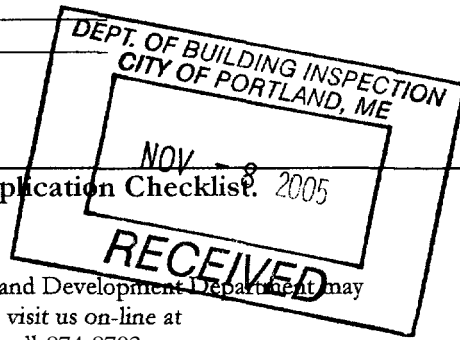 DEPT. OF BUILDING INSPECTION
CITY OF PORTLAND, ME
NOV - 8 2005
plication Checklist.
RECEIVED
and Development Department may
visit us on-line at